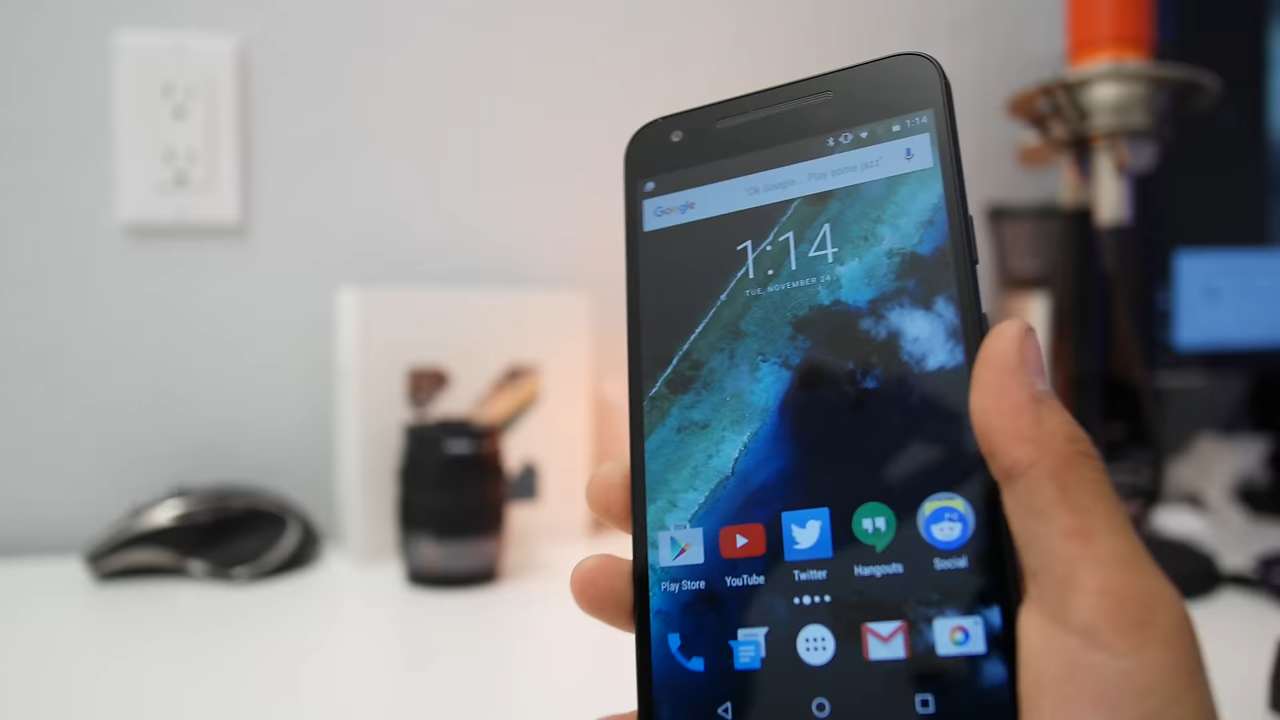 1:14
Google "Ok Google... Play some jazz"
1:14
TUE, NOVEMBER 24
Play Store
YouTube
Twitter
Hangouts
Social